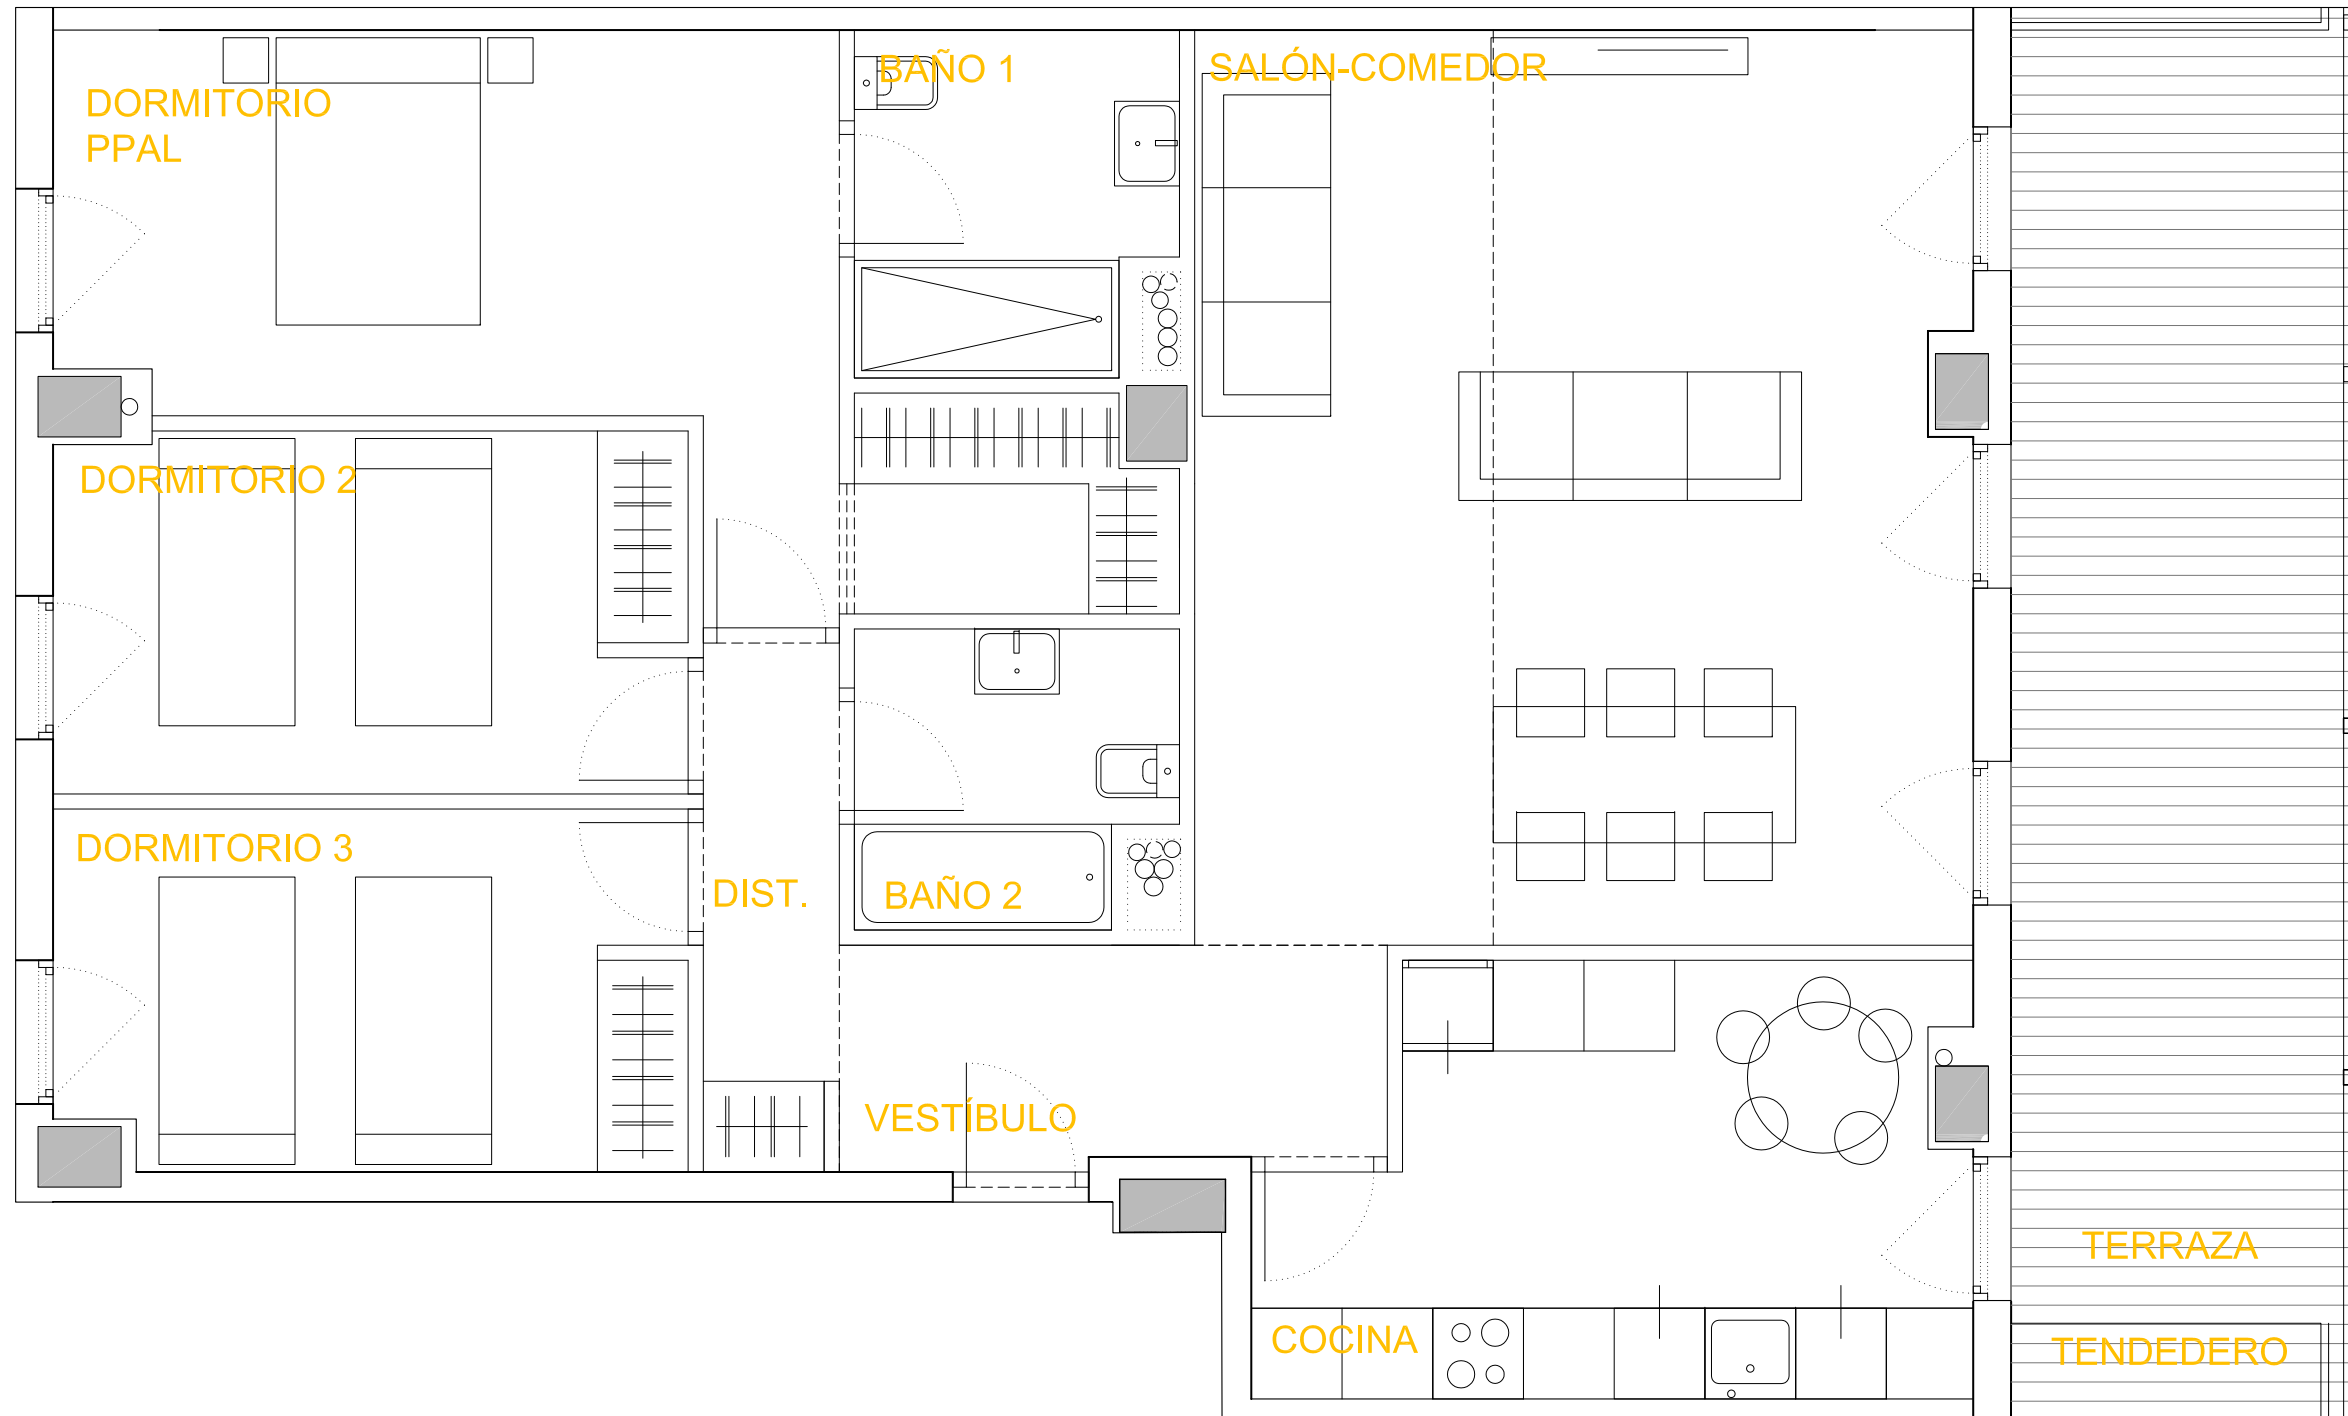 BAÑO 1
SALÓN-COMEDOR
DORMITORIO
PPAL
DORMITORIO 2
DORMITORIO 3
DIST.
BAÑO 2
VESTÍBULO
TERRAZA
COCINA
TENDEDERO